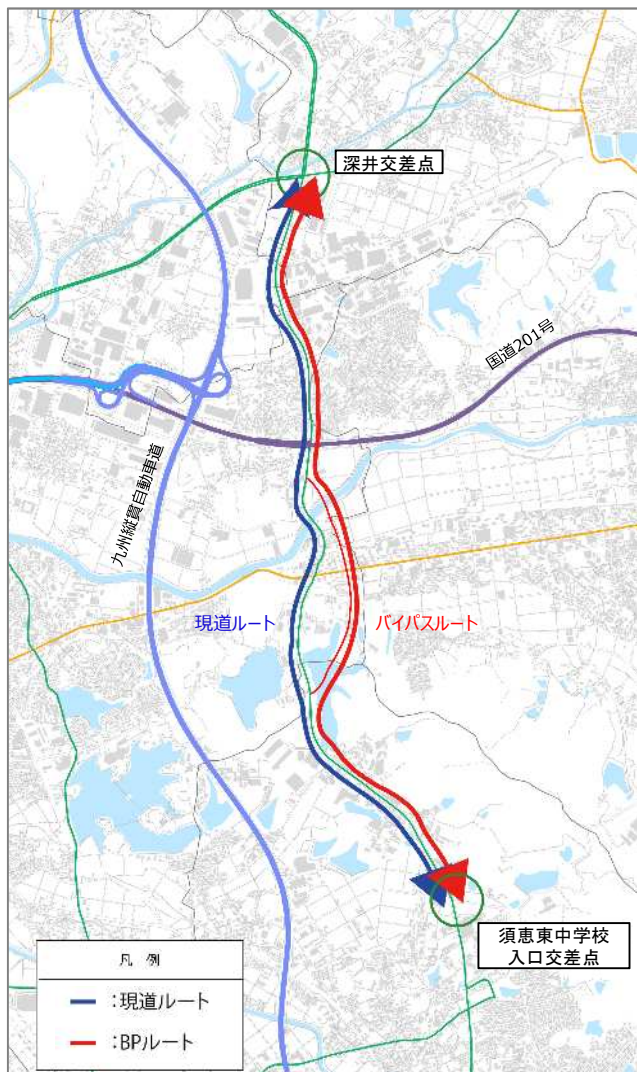 深井交差点
国道201号
九州縦貫自動車道
現道ルート
バイパスルート
須恵東中学校
入口交差点
凡 例
:現道ルート
:BPルート